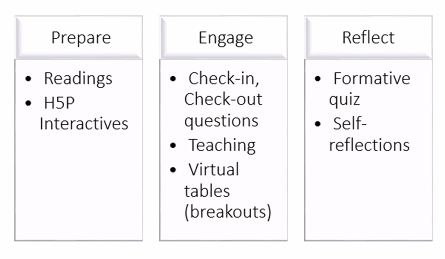 Prepare
• Readings
• H5P
Interactives
Engage
• Check-in,
Check-out
questions
• Teaching
• Virtual
tables
(breakouts)
Reflect
• Formative
quiz
• Self-
reflections